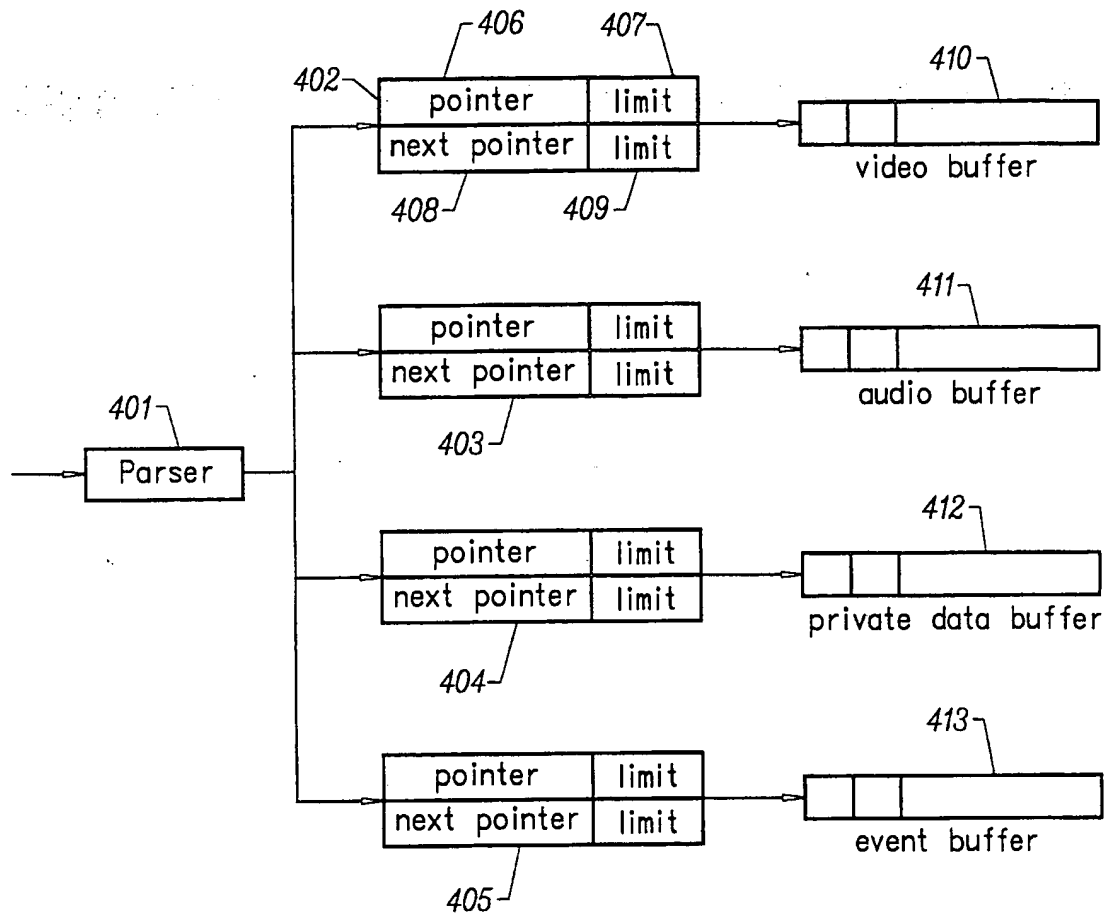 406
407
402
pointer limit
next pointer limit
408
409
410
video buffer
pointer limit
next pointer limit
403
411
audio buffer
401
Parser
pointer limit
next pointer limit
404
412
private data buffer
pointer limit
next pointer limit
405
413
event buffer